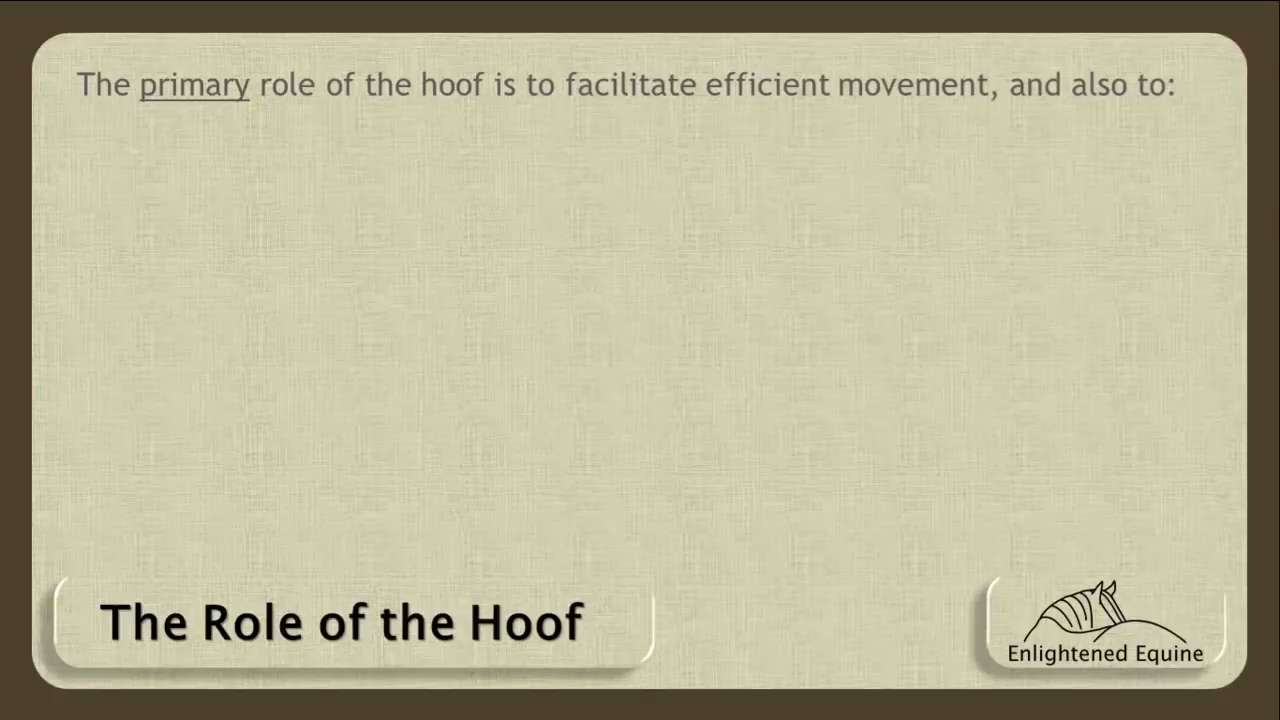 The primary role of the hoof is to facilitate efficient movement, and also to:
The Role of the Hoof
Enlightened Equine